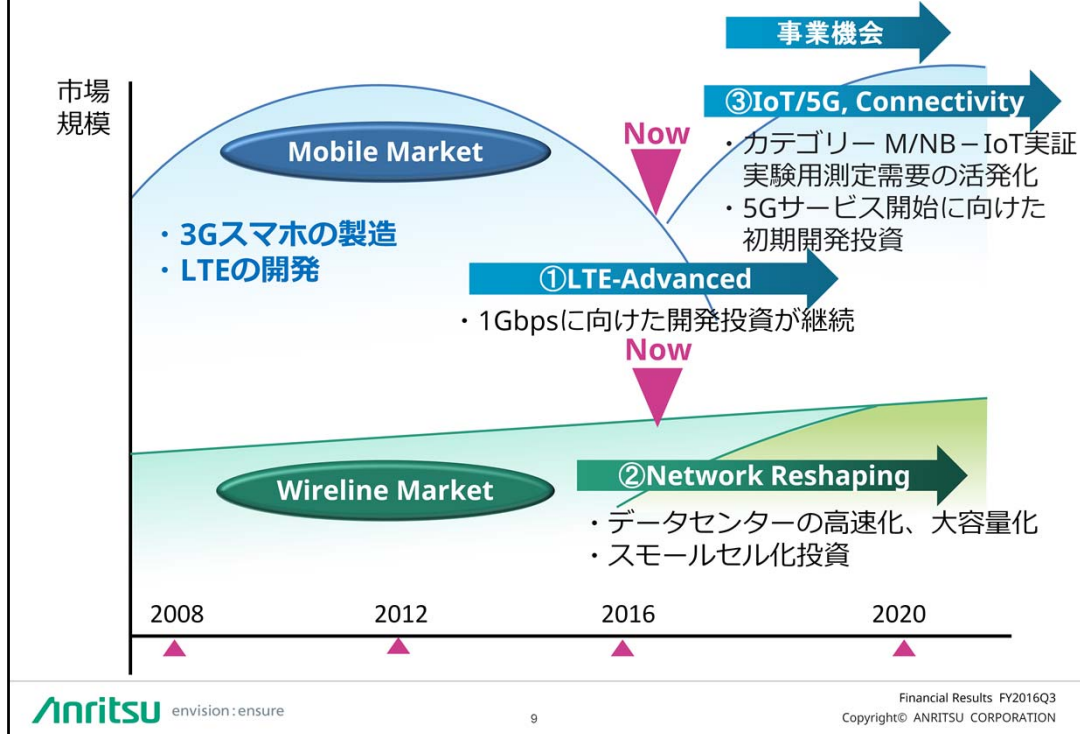 事業機会
市場
規模
③IoT/5G, Connectivity
Mobile Market
Now
・カテゴリー M/NB－IoT実証
実験用測定需要の活発化
・5Gサービス開始に向けた
初期開発投資
・3Gスマホの製造
・LTEの開発
①LTE-Advanced
・1Gbpsに向けた開発投資が継続
Now
Wireline Market
②Network Reshaping
・データセンターの高速化、大容量化
・スモールセル化投資
2008
2012
2016
2020
Anritsu envision:ensure
9
Financial Results FY2016Q3
Copyright© ANRITSU CORPORATION